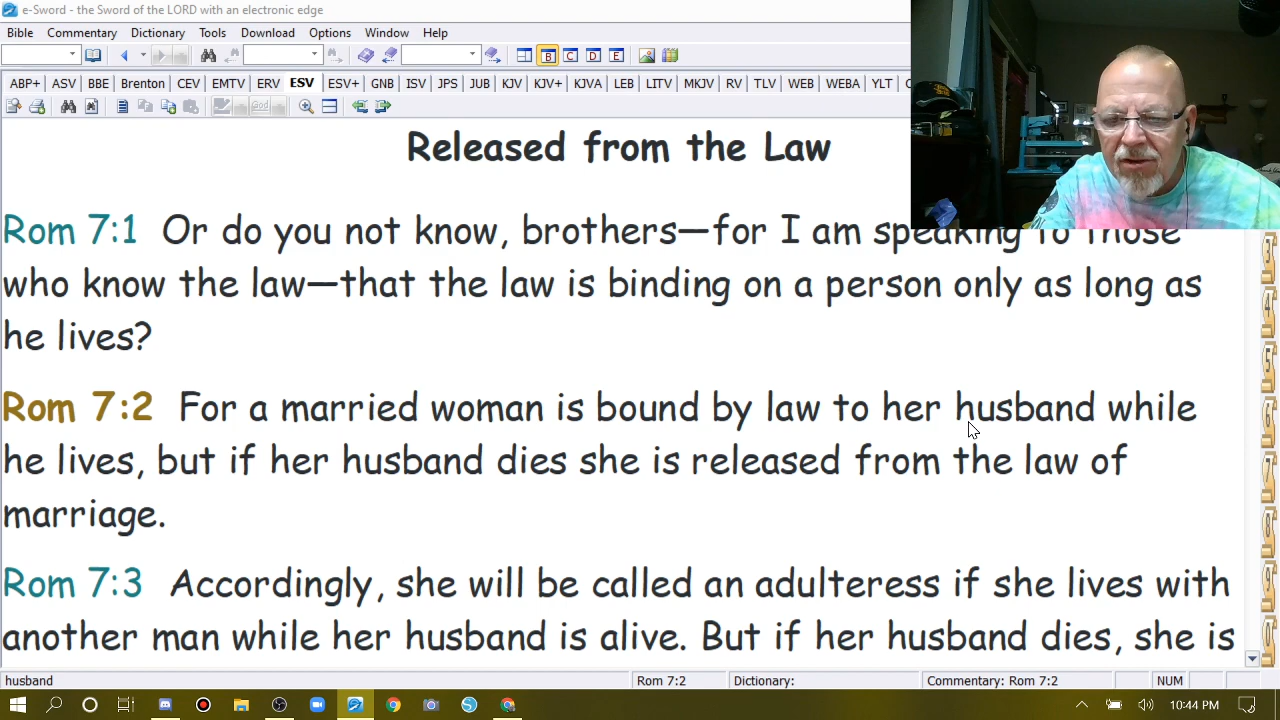 e-Sword - the Sword of the LORD with an electronic edge
Bible Commentary Dictionary Tools Download Options Window Help
B C D E
ABP+ ASV BBE Brenton CEV EMTV ERV ESV ESV+ GNB ISV JPS JUB KJV KJV+ KJVA LEB LITV MKJV RV TLV WEB WEBA YLT
Released from the Law
Rom 7:1 Or do you not know, brothers—for I am speaking to those
who know the law—that the law is binding on a person only as long as
he lives?
Rom 7:2 For a married woman is bound by law to her husband while
he lives, but if her husband dies she is released from the law of
marriage.
Rom 7:3 Accordingly, she will be called an adulteress if she lives with
another man while her husband is alive. But if her husband dies, she is
3
4
5
6
7
8
9
husband Rom 7:2 Dictionary: Commentary: Rom 7:2 NUM
10:44 PM